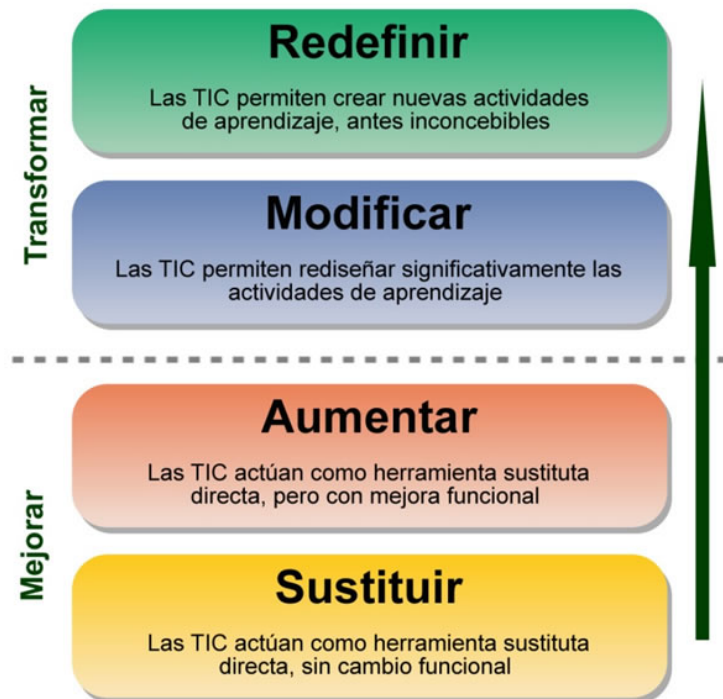 Transformar
Redefinir
Las TIC permiten crear nuevas actividades
de aprendizaje, antes inconcebibles
Modificar
Las TIC permiten rediseñar significativamente las
actividades de aprendizaje
Mejorar
Aumentar
Las TIC actúan como herramienta sustituta
directa, pero con mejora funcional
Sustituir
Las TIC actúan como herramienta sustituta
directa, sin cambio funcional